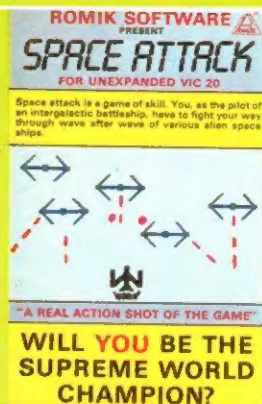 ROMIK SOFTWARE
PRESENT
SPACE ATTACK
FOR UNEXPANDED VIC 20
Space attack is a game of skill. You, as the pilot of
an intergalactic battleship, have to fight your way
through wave after wave of various alien space
ships.
"A REAL ACTION SHOT OF THE GAME"
WILL YOU BE THE
SUPREME WORLD
CHAMPION?